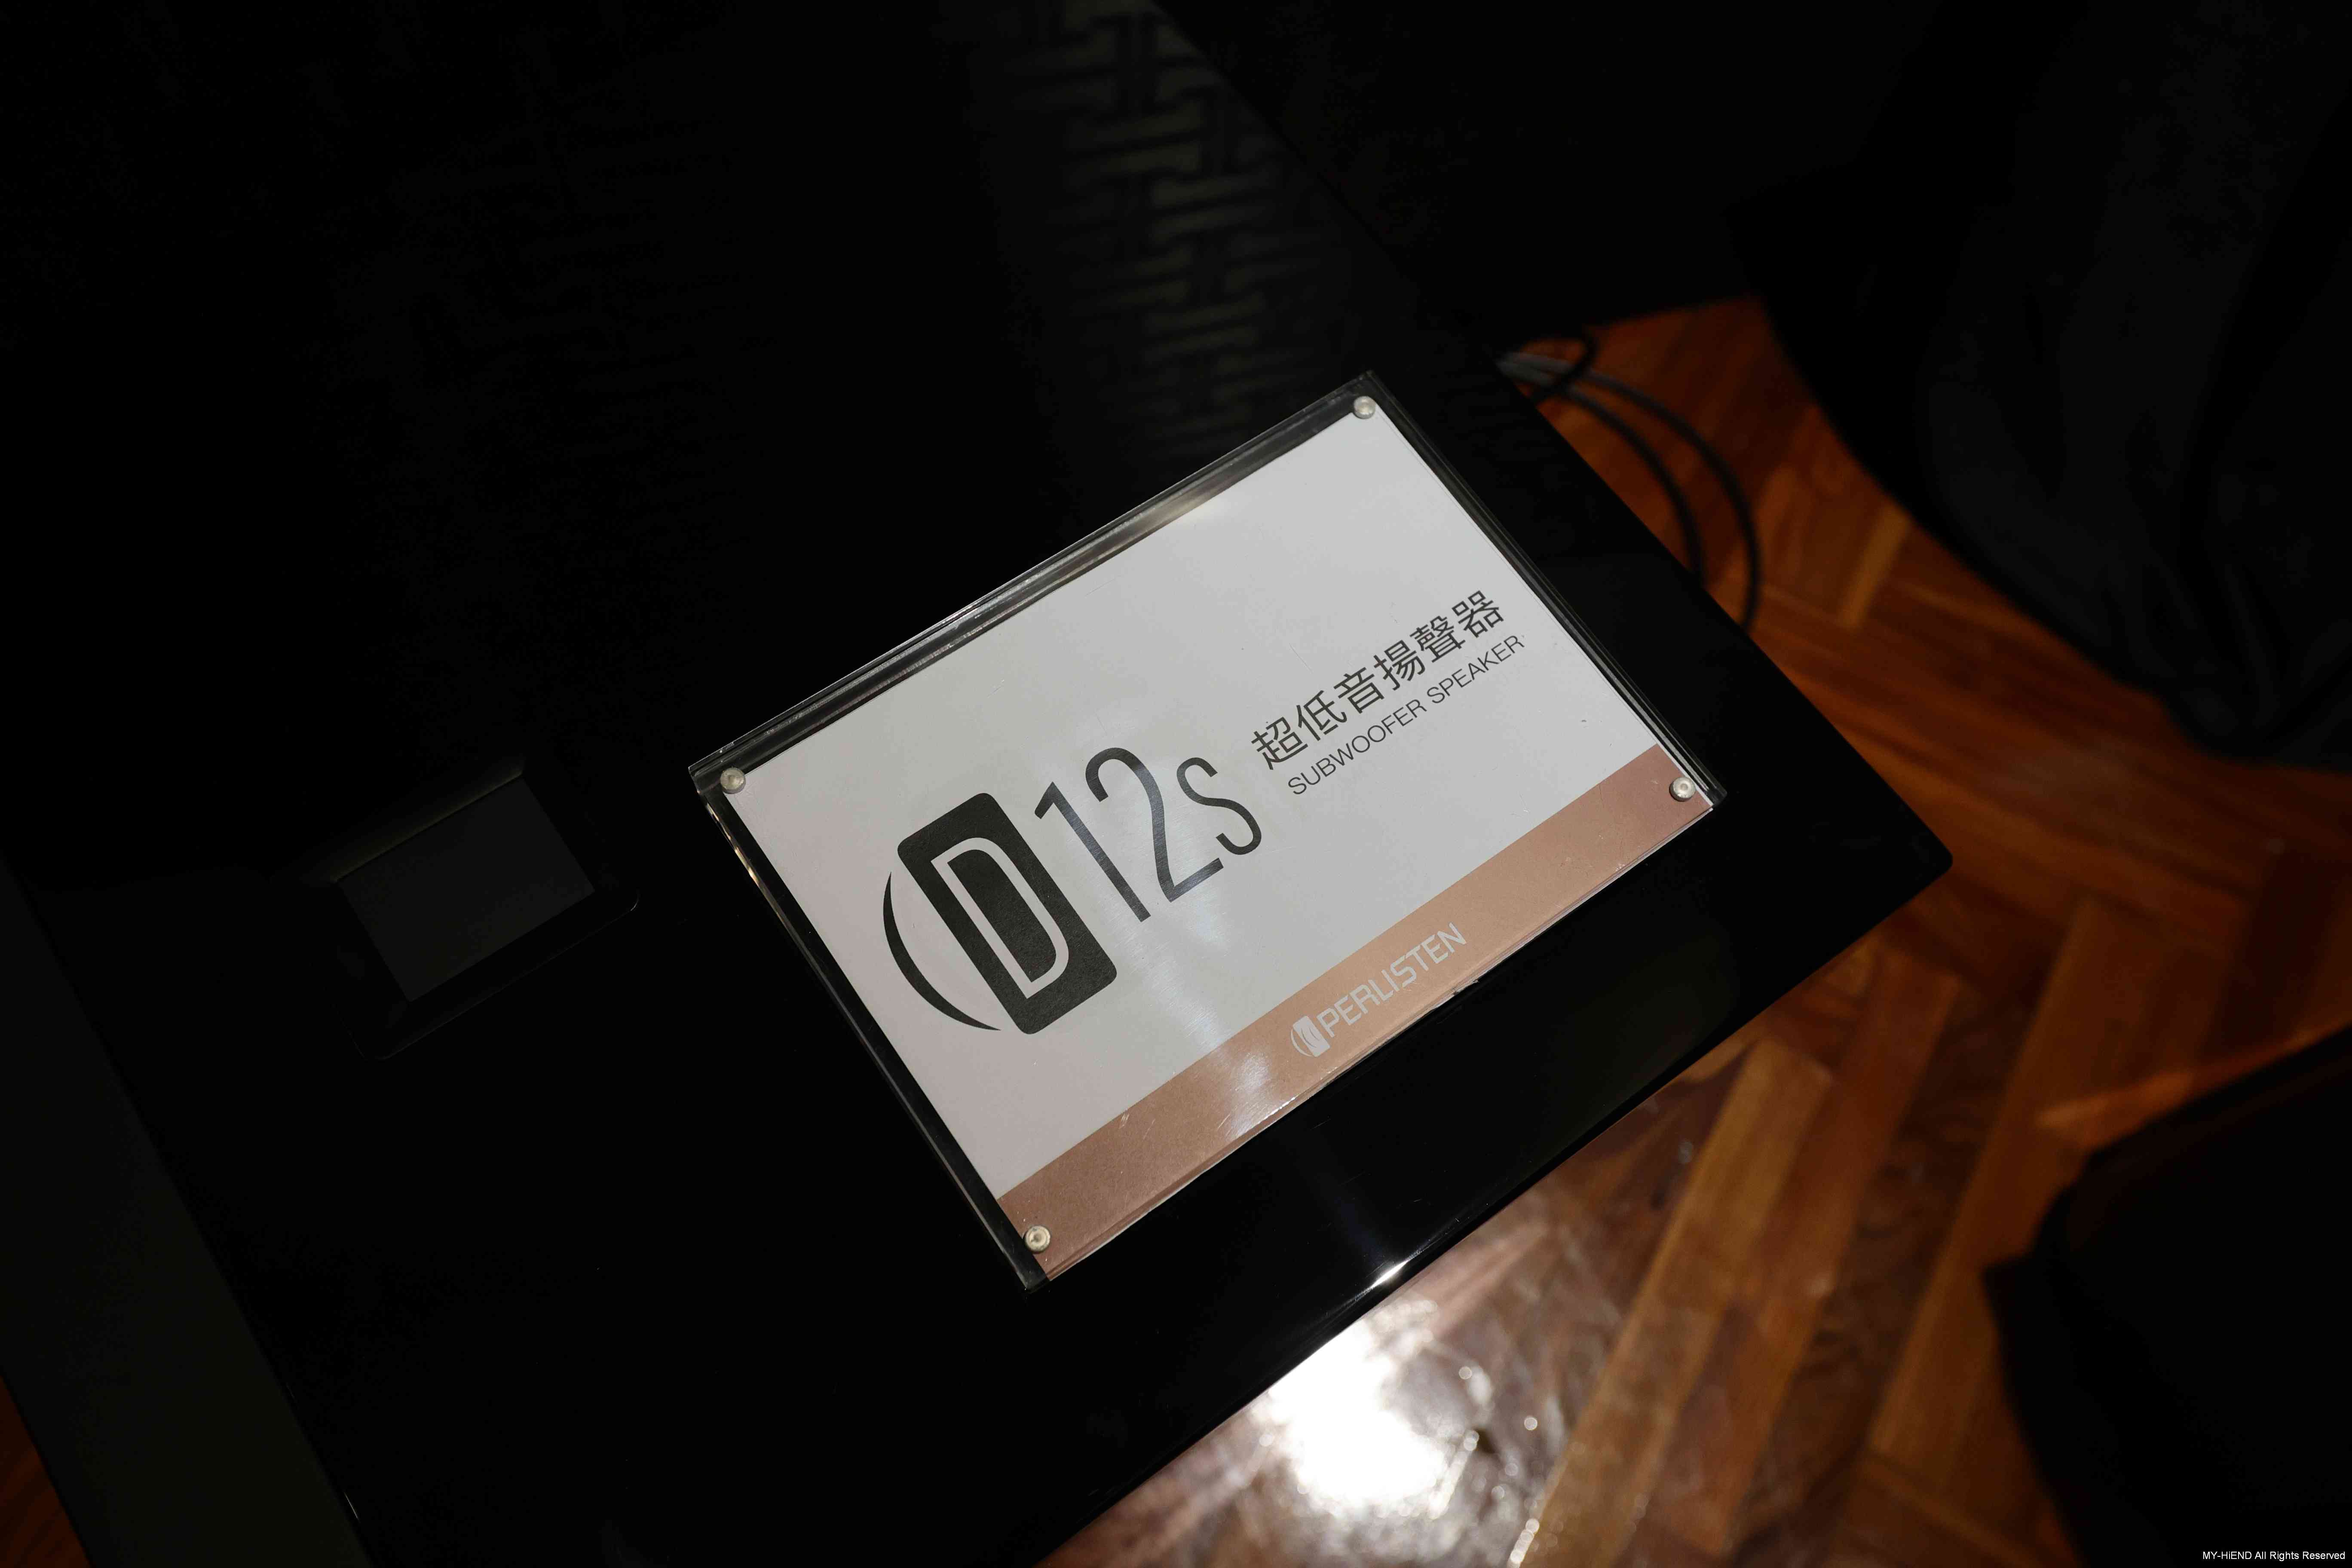 D12s
超低音揚聲器
SUBWOOFER SPEAKER
PERLISTEN
MY-HiEND All Rights Reserved